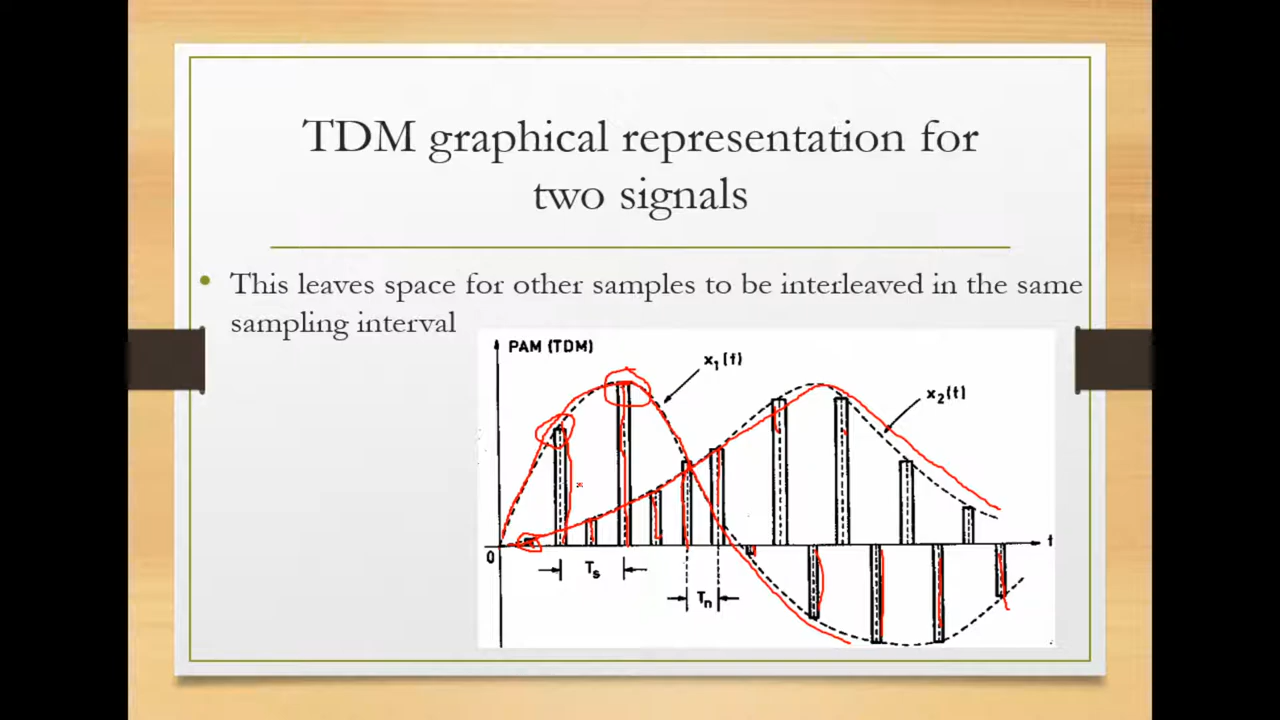 TDM graphical representation for
two signals
• This leaves space for other samples to be interleaved in the same
sampling interval
PAM (TDM)
x₁(t)
x₂(t)
0
t
Tₛ
Tₙ